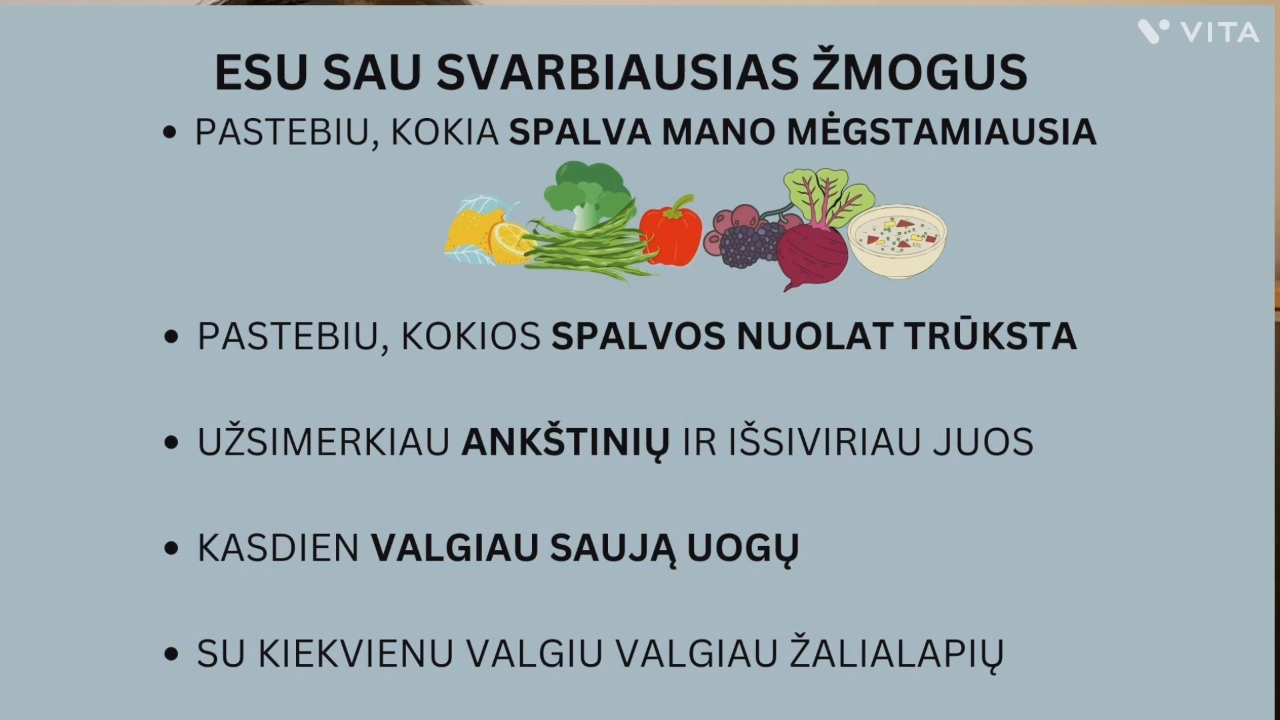 VITA
ESU SAU SVARBIAUSIAS ŽMOGUS
• PASTEBIU, KOKIA SPALVA MANO MĖGSTAMIAUSIA
• PASTEBIU, KOKIOS SPALVOS NUOLAT TRŪKSTA
• UŽSIMERKIAU ANKŠTINIŲ IR IŠSIVIRIAU JUOS
• KASDIEN VALGIAU SAUJĄ UOGŲ
• SU KIEKVIENU VALGIU VALGIAU ŽALIALAPIŲ